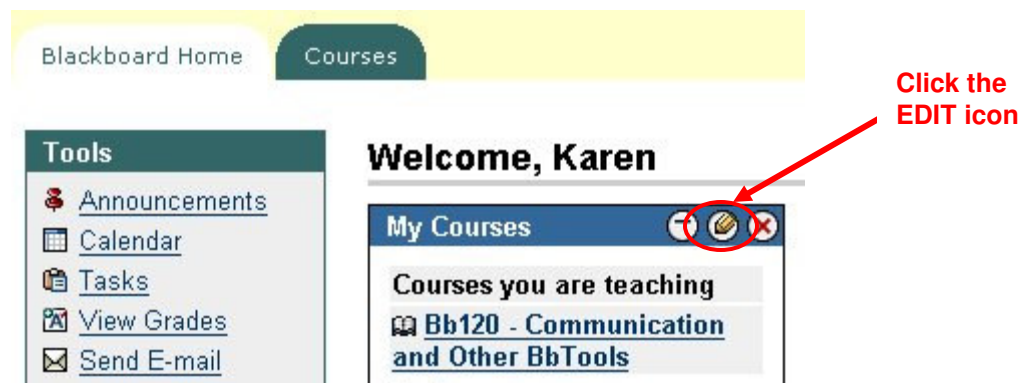 Blackboard Home
Courses
Click the
EDIT icon
Tools
Announcements
Calendar
Tasks
View Grades
Send E-mail
Welcome, Karen
My Courses
Courses you are teaching
Bb120 - Communication
and Other BbTools